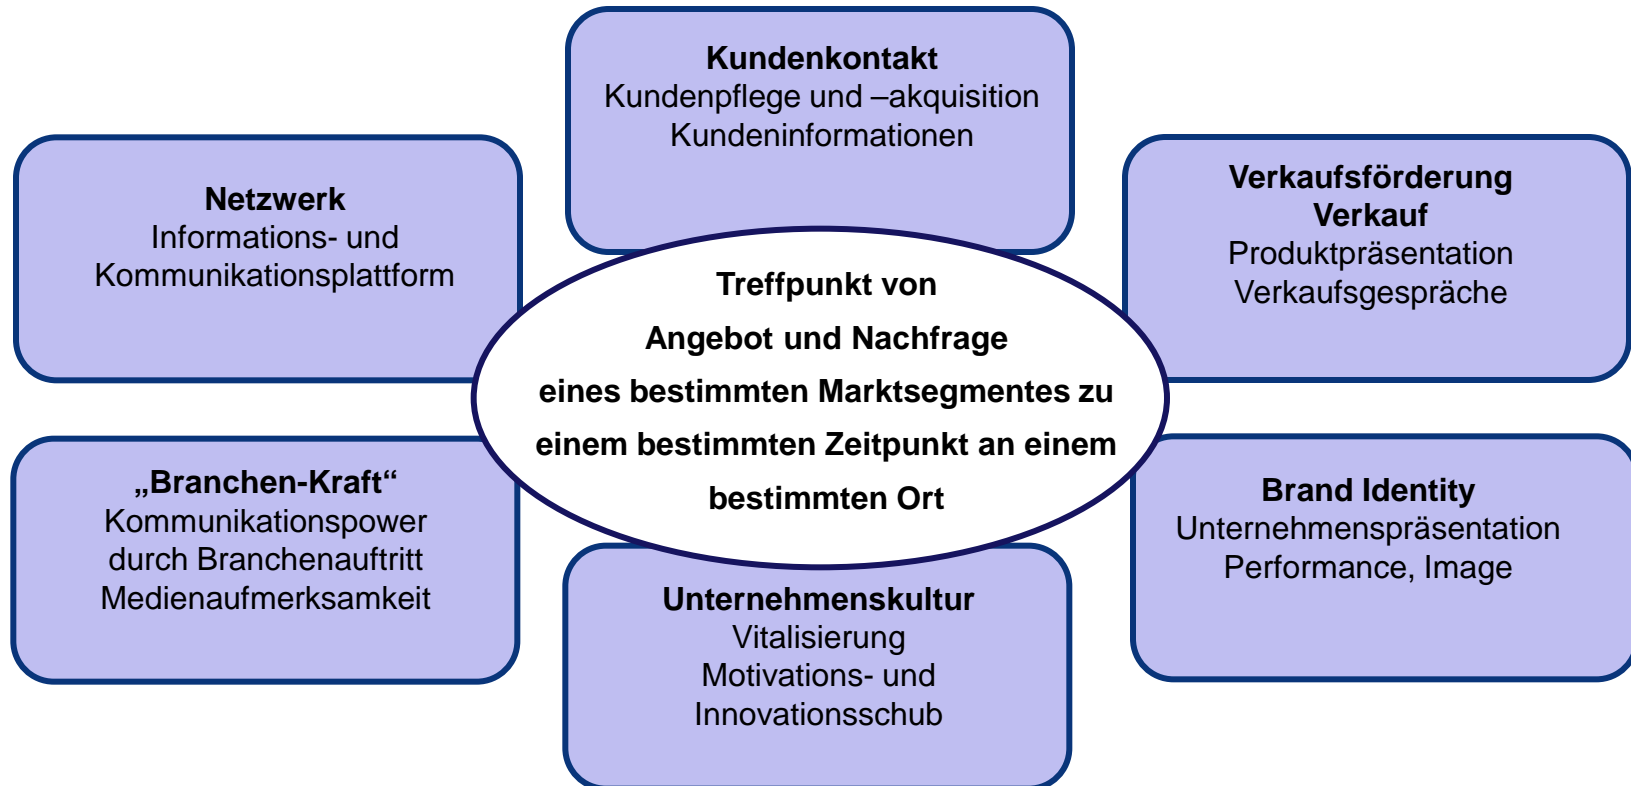 Kundenkontakt
Kundenpflege und –akquisition
Kundeninformationen
Netzwerk
Informations- und
Kommunikationsplattform
Verkaufsförderung
Verkauf
Produktpräsentation
Verkaufsgespräche
Treffpunkt von
Angebot und Nachfrage
eines bestimmten Marktsegmentes zu
einem bestimmten Zeitpunkt an einem
bestimmten Ort
„Branchen-Kraft“
Kommunikationspower
durch Branchenauftritt
Medienaufmerksamkeit
Brand Identity
Unternehmenspräsentation
Performance, Image
Unternehmenskultur
Vitalisierung
Motivations- und
Innovationsschub